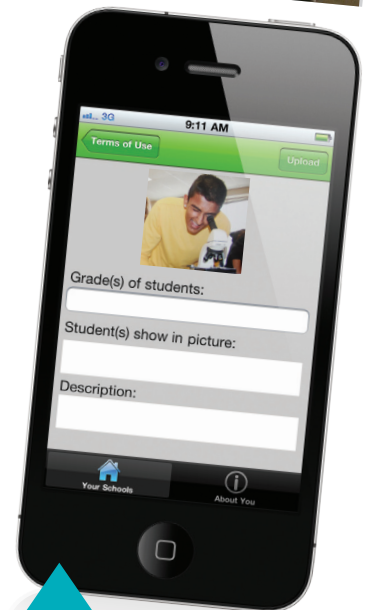 3G 9:11 AM
Terms of Use Upload
Grade(s) of students:
Student(s) show in picture:
Description:
Your Schools About You